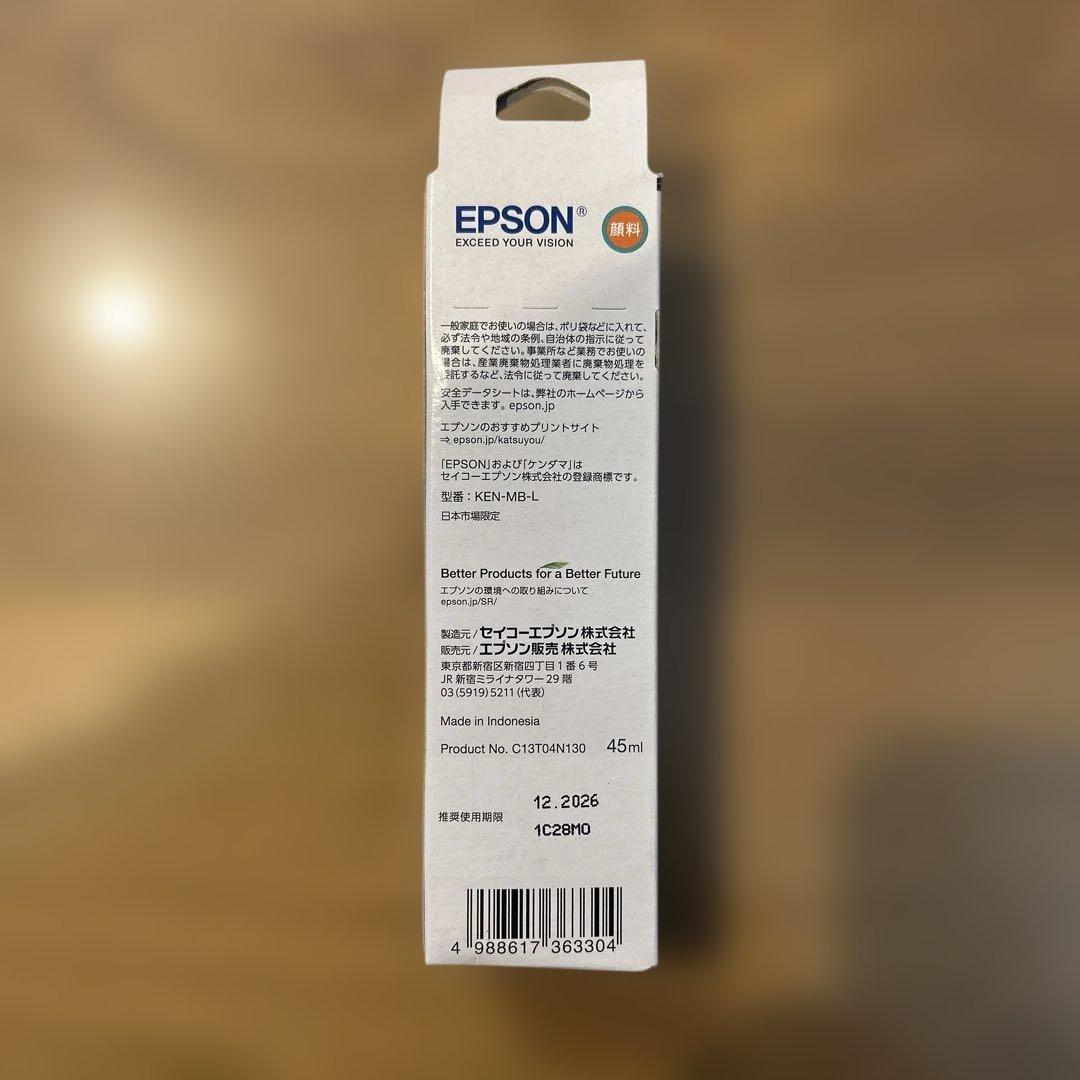 EPSON®
EXCEED YOUR VISION
顔料
一般家庭でお使いの場合は、ポリ袋などに入れて、
必ず法令や地域の条例、自治体の指示に従って
廃棄してください。事業所など業務でお使いの
場合は、産業廃棄物処理業者に廃棄物処理を
委託するなど、法令に従って廃棄してください。
安全データシートは、弊社のホームページから
入手できます。epson.jp
エプソンのおすすめプリントサイト
⇒ epson.jp/katsuyou/
「EPSON」および「ケンダマ」は
セイコーエプソン株式会社の登録商標です。
型番：KEN-MB-L
日本市場限定
Better Products for a Better Future
エプソンの環境への取り組みについて
epson.jp/SR/
製造元/セイコーエプソン株式会社
販売元/エプソン販売株式会社
東京都新宿区新宿四丁目1番6号
JR新宿ミライナタワー29階
03(5919)5211(代表)
Made in Indonesia
Product No. C13T04N130 45ml
推奨使用期限
12.2026
1C28M0
4 988617 363304